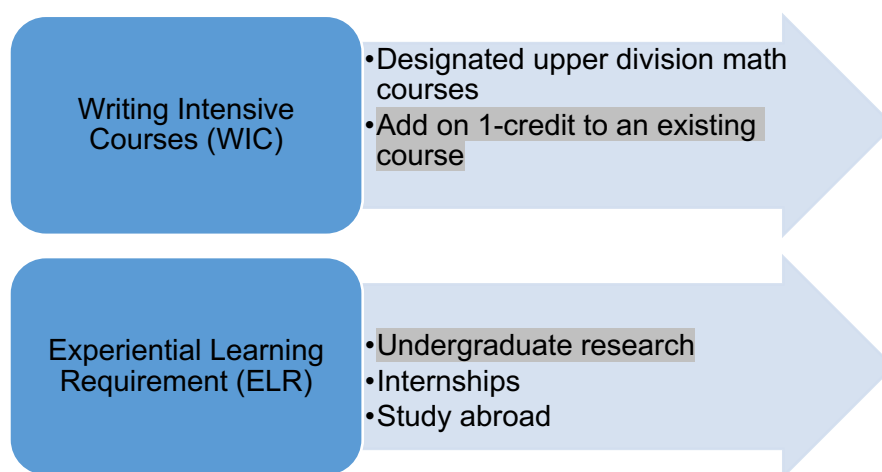 Writing Intensive
Courses (WIC)
•Designated upper division math
courses
•Add on 1-credit to an existing
course
Experiential Learning
Requirement (ELR)
•Undergraduate research
•Internships
•Study abroad